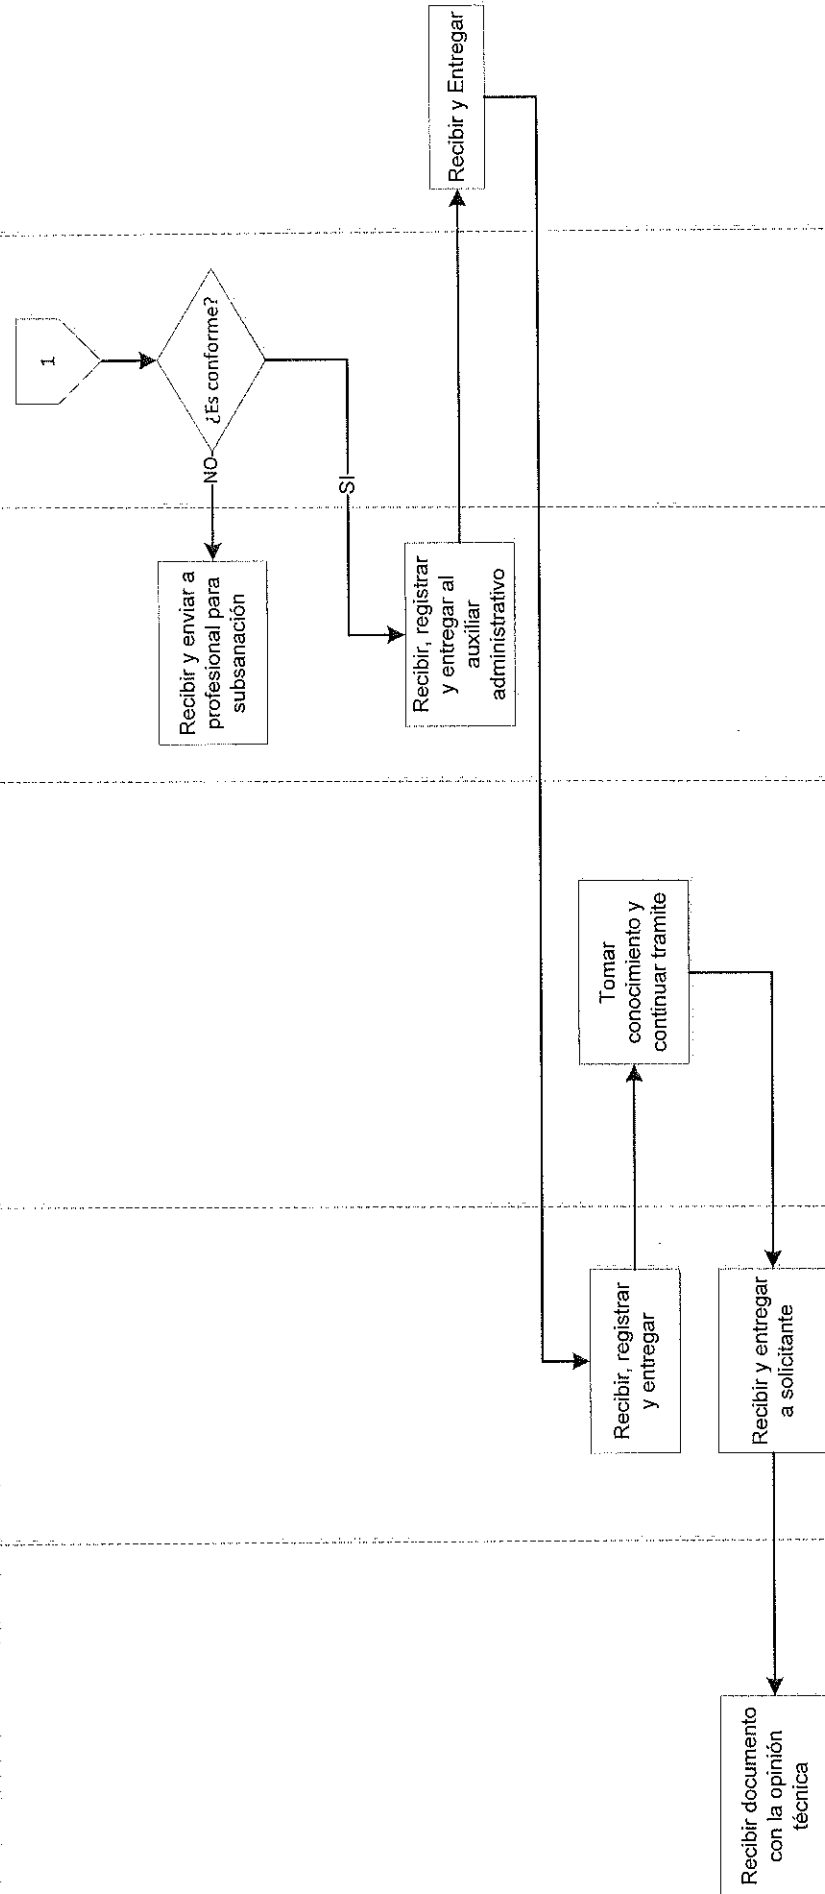 1
¿Es conforme?
NO
SI
Recibir y enviar a
profesional para
subsanación
Recibir, registrar
y entregar al
auxiliar
administrativo
Recibir y Entregar
Recibir, registrar
y entregar
Tomar
conocimiento y
continuar tramite
Recibir y entregar
a solicitante
Recibir documento
con la opinión
técnica